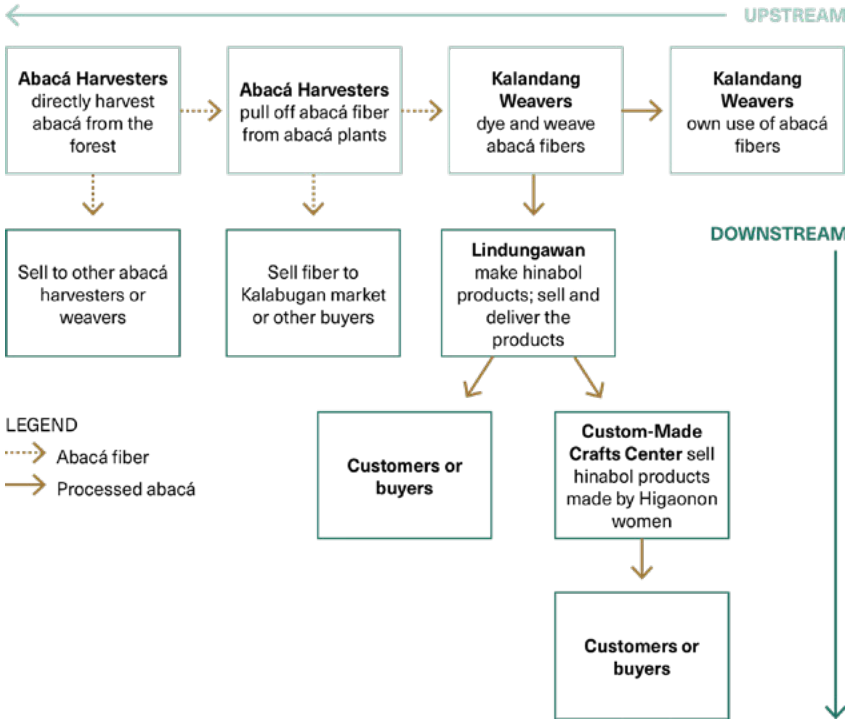 UPSTREAM
Abacá Harvesters
directly harvest
abacá from the
forest
Abacá Harvesters
pull off abacá fiber
from abacá plants
Kalandang
Weavers
dye and weave
abacá fibers
Kalandang
Weavers
own use of abacá
fibers
DOWNSTREAM
Sell to other abacá
harvesters or
weavers
Sell fiber to
Kalabugan market
or other buyers
Lindungawan
make hinabol
products; sell and
deliver the
products
LEGEND
Abacá fiber
Processed abacá
Customers or
buyers
Custom-Made
Crafts Center sell
hinabol products
made by Higaonon
women
Customers or
buyers